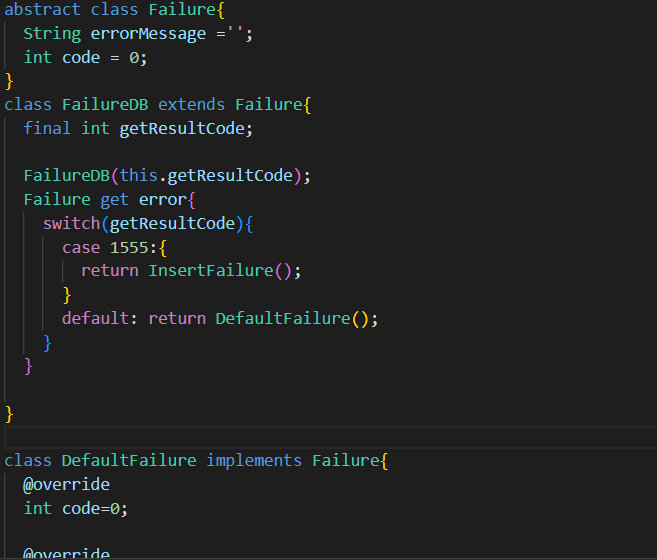 abstract class Failure{
  String errorMessage ='';
  int code = 0;
}
class FailureDB extends Failure{
  final int getResultCode;

  FailureDB(this.getResultCode);
  Failure get error{
    switch(getResultCode){
      case 1555:{
        return InsertFailure();
      }
      default: return DefaultFailure();
    }
  }

}

class DefaultFailure implements Failure{
  @override
  int code=0;

  @override